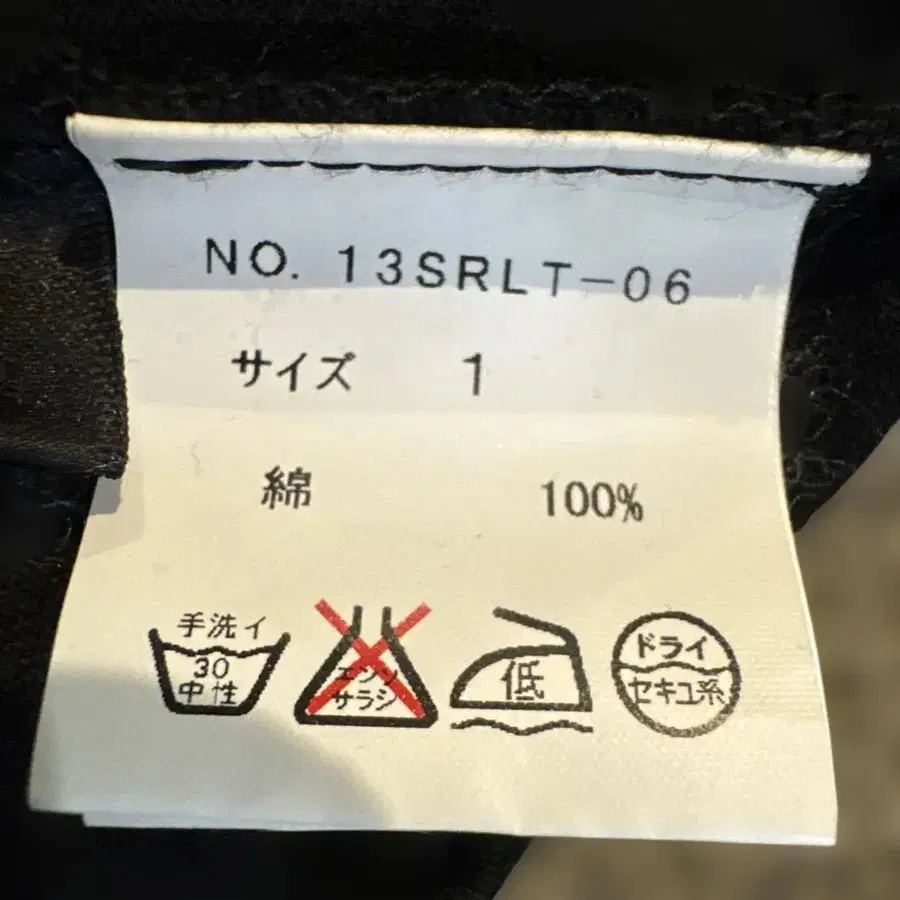 NO. 13SRLT-06
サイズ 1
綿 100%
手洗イ
30
中性
エンソ
サラシ
低
ドライ
セキユ系